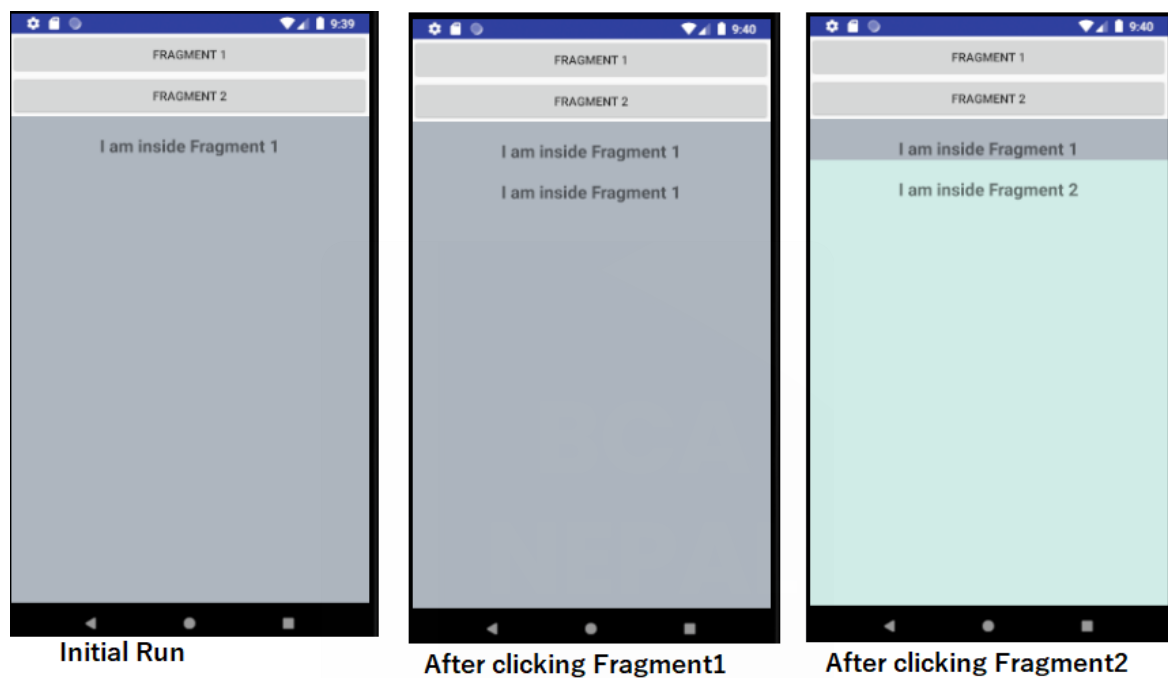 9:39
FRAGMENT 1
FRAGMENT 2
I am inside Fragment 1
Initial Run
9:40
FRAGMENT 1
FRAGMENT 2
I am inside Fragment 1
I am inside Fragment 1
BCA
NEPAL
After clicking Fragment1
9:40
FRAGMENT 1
FRAGMENT 2
I am inside Fragment 1
I am inside Fragment 2
After clicking Fragment2